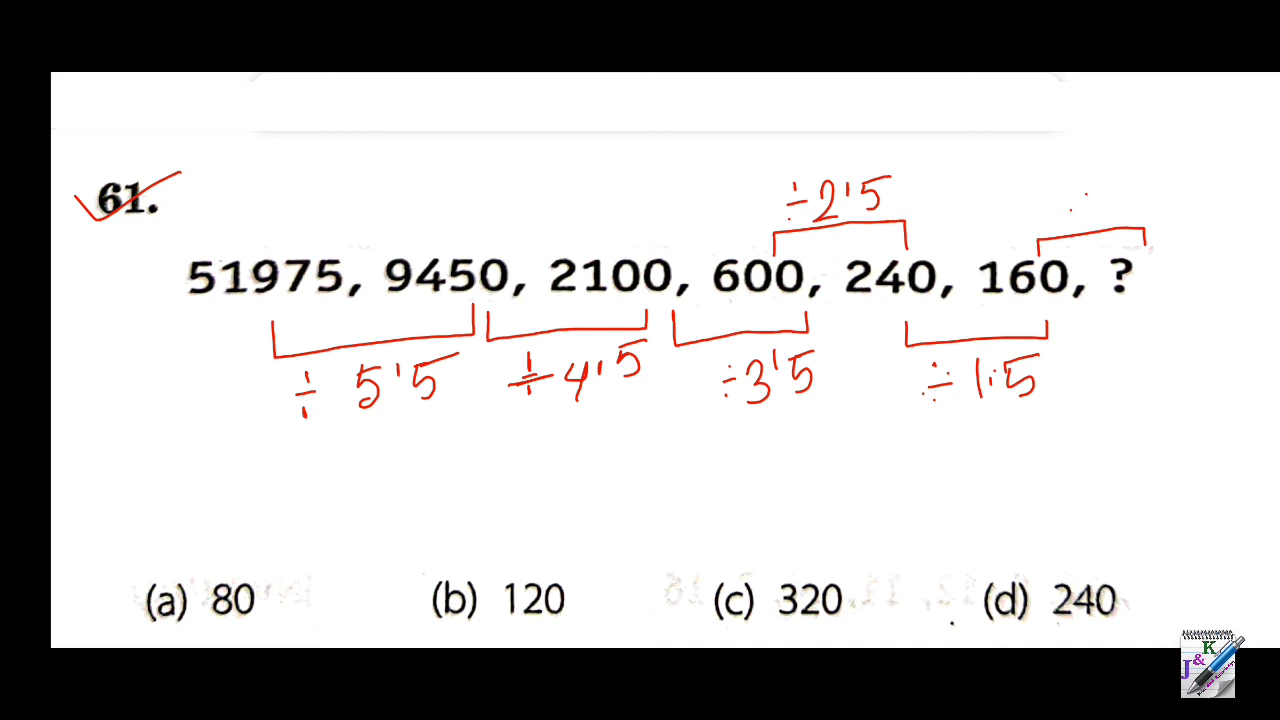 61.
÷2.5
51975, 9450, 2100, 600, 240, 160, ?
÷ 5.5 ÷ 4.5 ÷3.5 ÷1.5
(a) 80 (b) 120 (c) 320 (d) 240
J&K